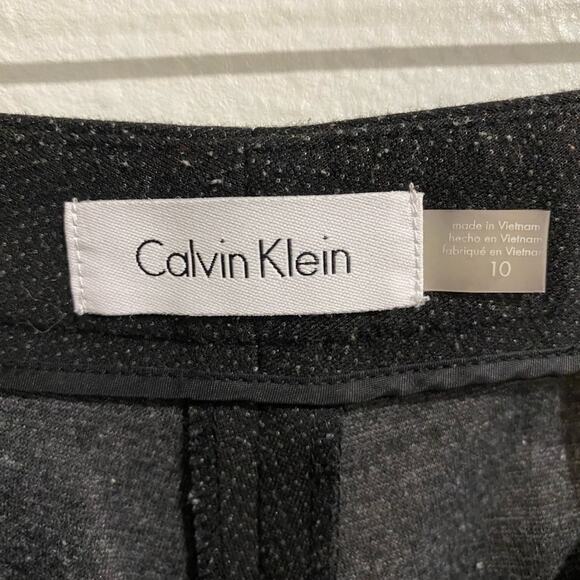 Calvin Klein
made in Vietnam
hecho en Vietnam
fabriqué en Vietnam
10